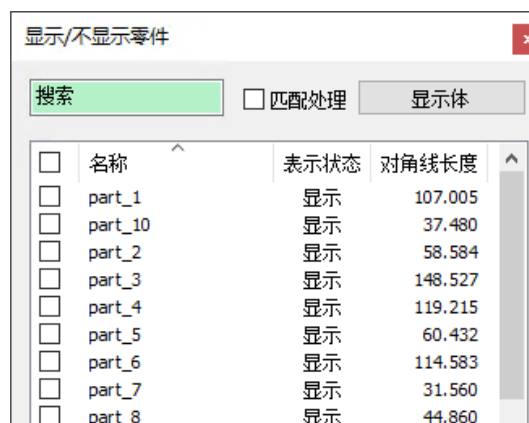 显示/不显示零件
搜索 匹配处理 显示体
名称 表示状态 对角线长度
part_1 显示 107.005
part_10 显示 37.480
part_2 显示 58.584
part_3 显示 148.527
part_4 显示 119.215
part_5 显示 60.432
part_6 显示 114.583
part_7 显示 31.560
part_8 显示 44.860